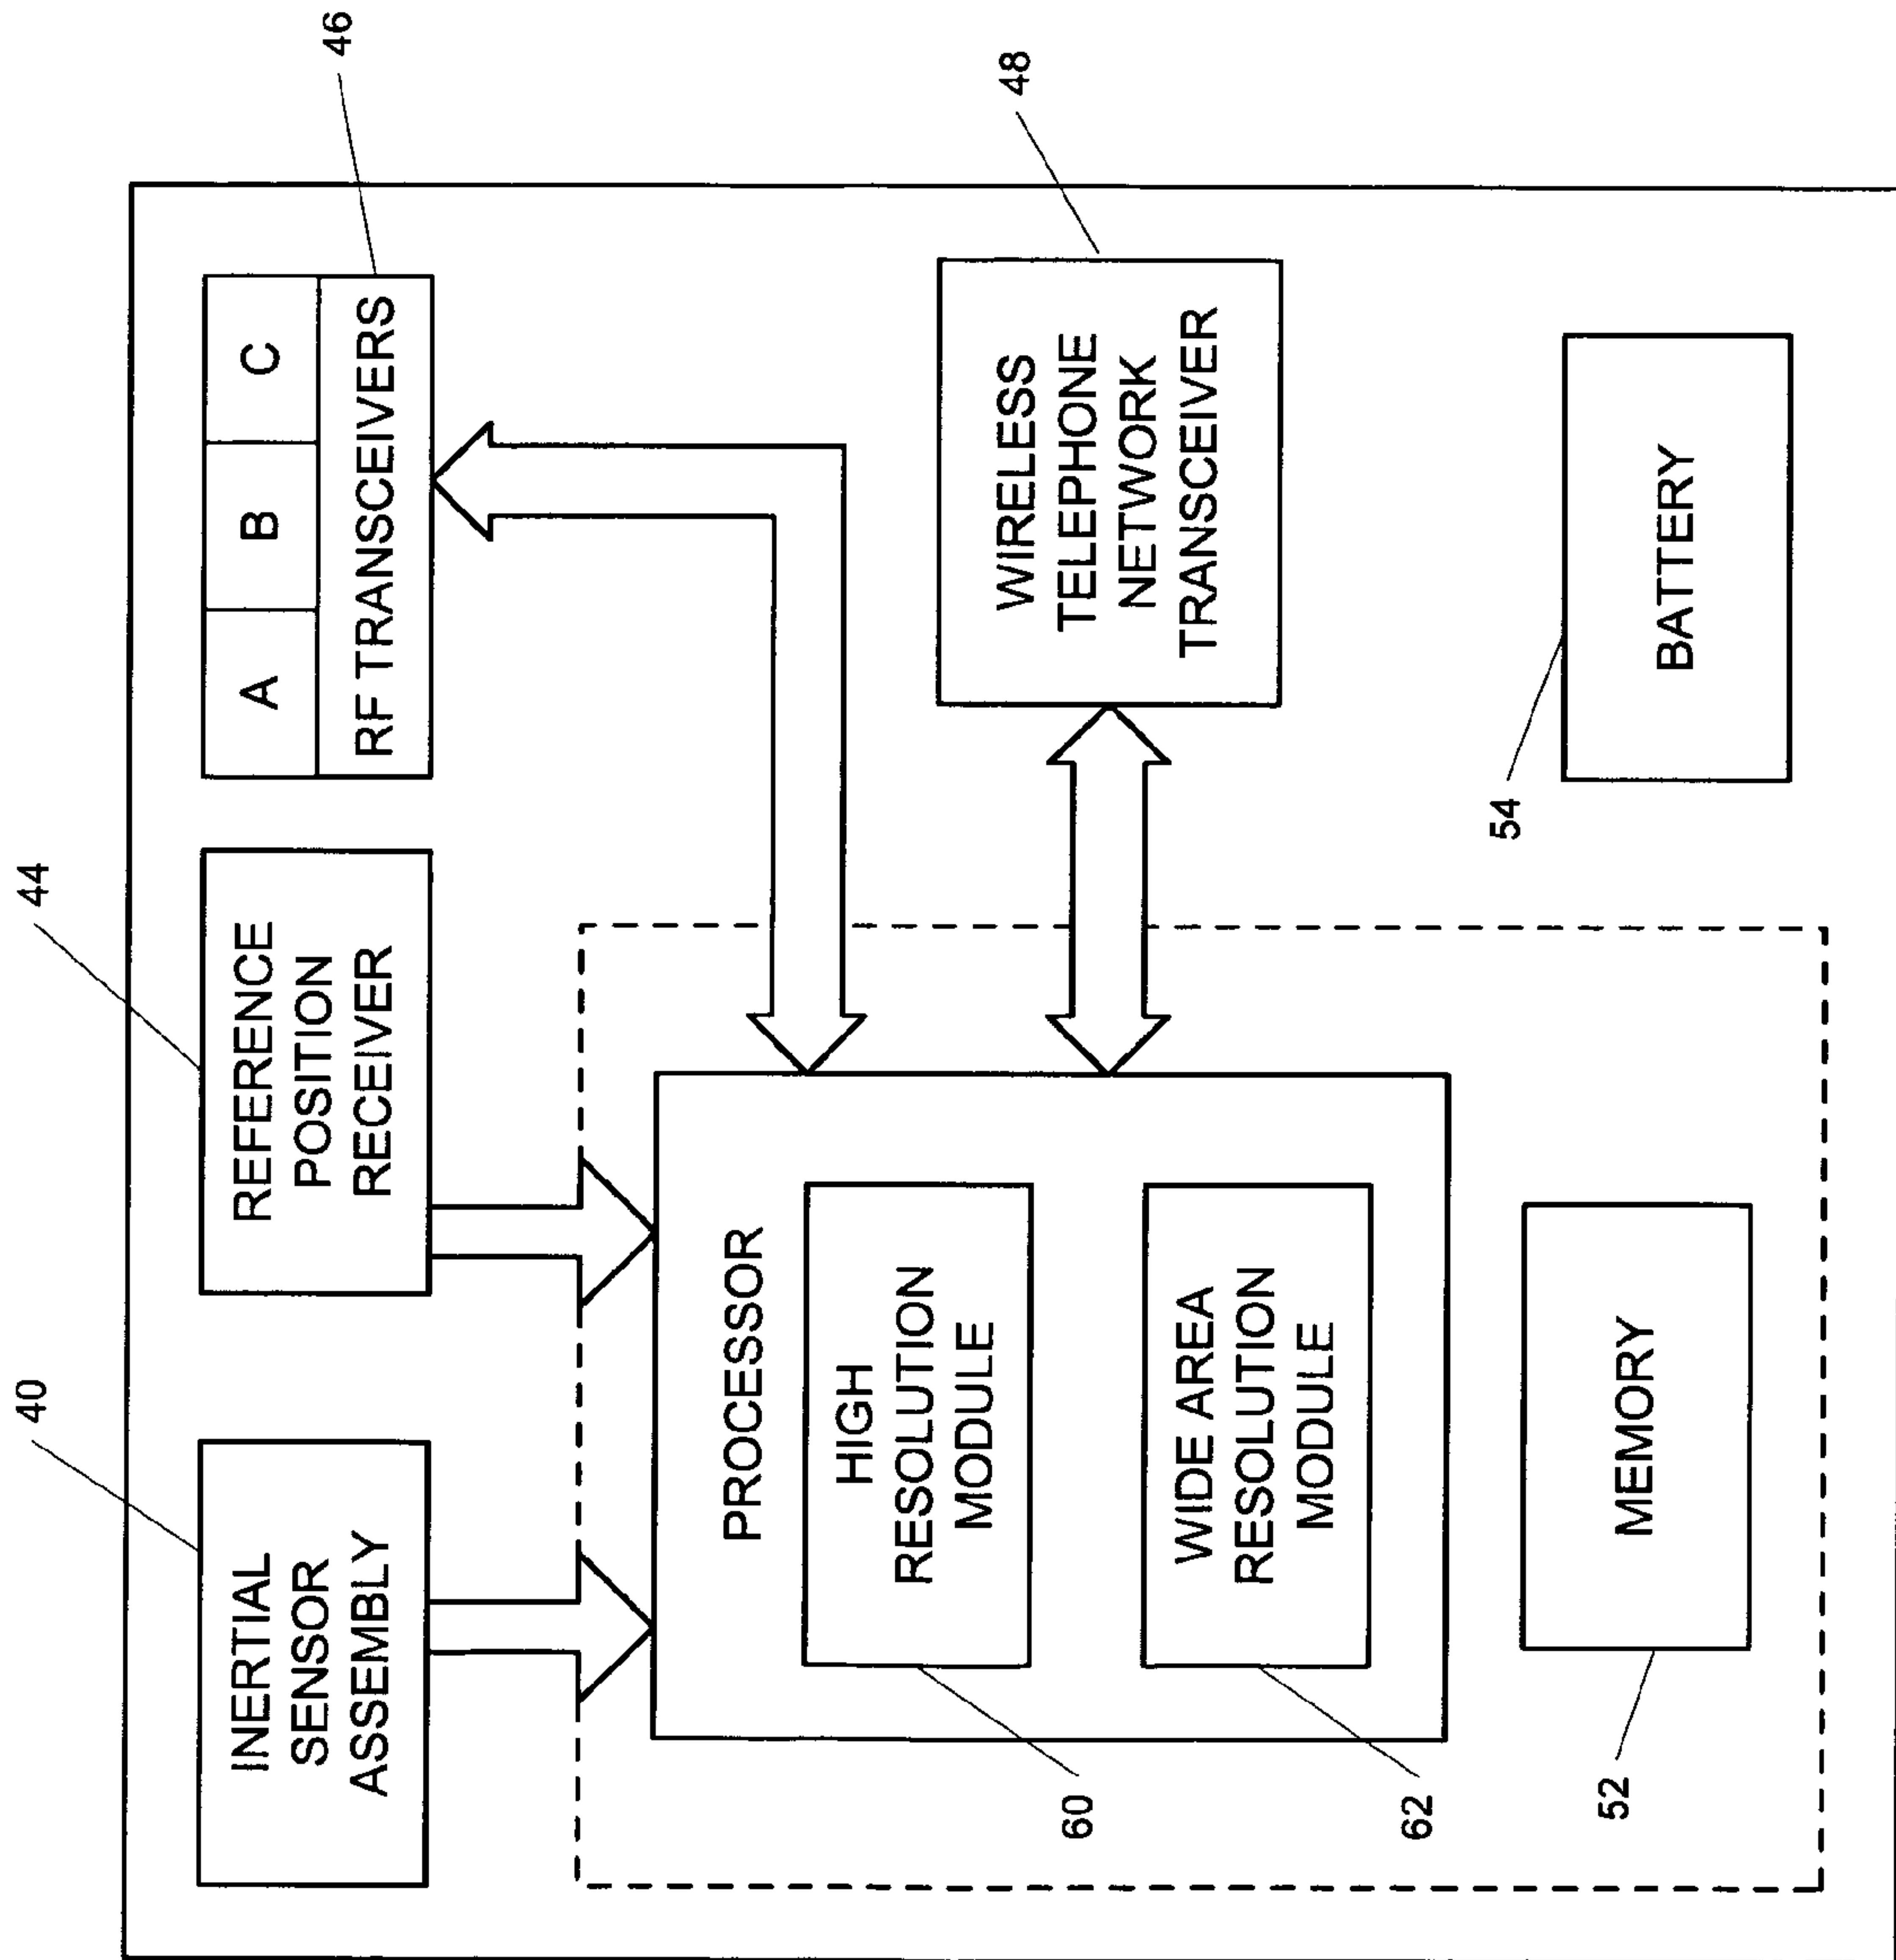 40
44
46
INERTIAL
SENSOR
ASSEMBLY
REFERENCE
POSITION
RECEIVER
A
B
C
RF TRANSCEIVERS
PROCESSOR
HIGH
RESOLUTION
MODULE
60
WIDE AREA
RESOLUTION
MODULE
62
WIRELESS
TELEPHONE
NETWORK
TRANSCEIVER
48
MEMORY
52
BATTERY
54